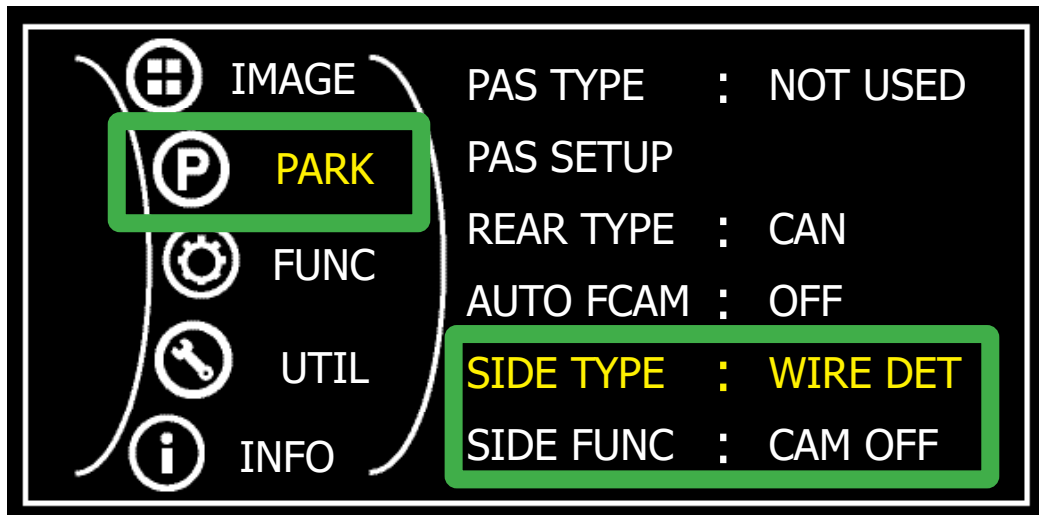 IMAGE
P PARK
FUNC
UTIL
i INFO
PAS TYPE : NOT USED
PAS SETUP
REAR TYPE : CAN
AUTO FCAM : OFF
SIDE TYPE : WIRE DET
SIDE FUNC : CAM OFF